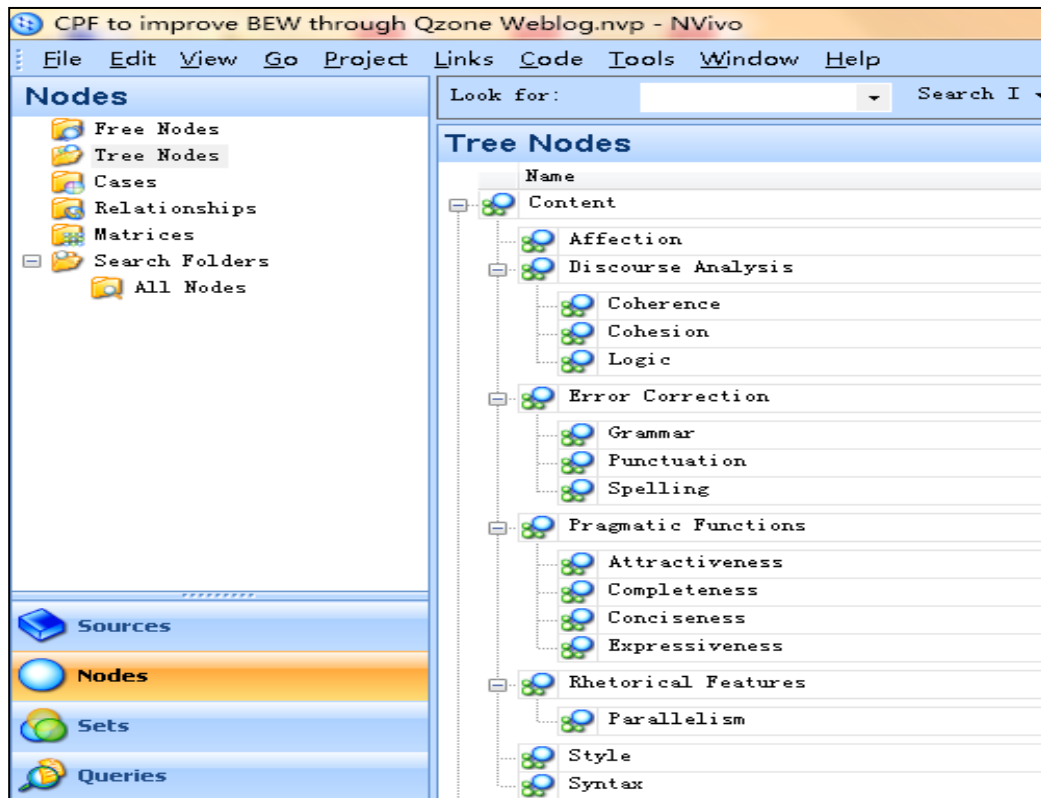 CPF to improve BEW through Qzone Weblog.nvp - NVivo
File Edit View Go Project Links Code Tools Window Help
Nodes
Free Nodes
Tree Nodes
Cases
Relationships
Matrices
Search Folders
All Nodes
Sources
Nodes
Sets
Queries
Look for: Search I
Tree Nodes
Name
Content
Affection
Discourse Analysis
Coherence
Cohesion
Logic
Error Correction
Grammar
Punctuation
Spelling
Pragmatic Functions
Attractiveness
Completeness
Conciseness
Expressiveness
Rhetorical Features
Parallelism
Style
Syntax